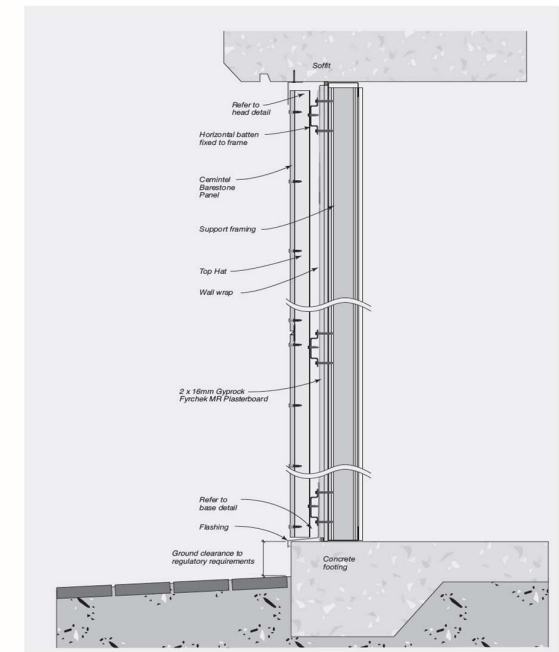 Soffit
Refer to
head detail
Horizontal batten
fixed to frame
Cemintel
Barestone
Panel
Support framing
Top Hat
Wall wrap
2 x 16mm Gyprock
Fyrchek MR Plasterboard
Refer to
base detail
Flashing
Ground clearance to
regulatory requirements
Concrete
footing